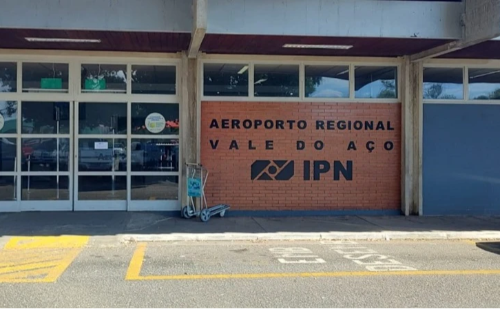 AEROPORTO REGIONAL
VALE DO AÇO
IPN